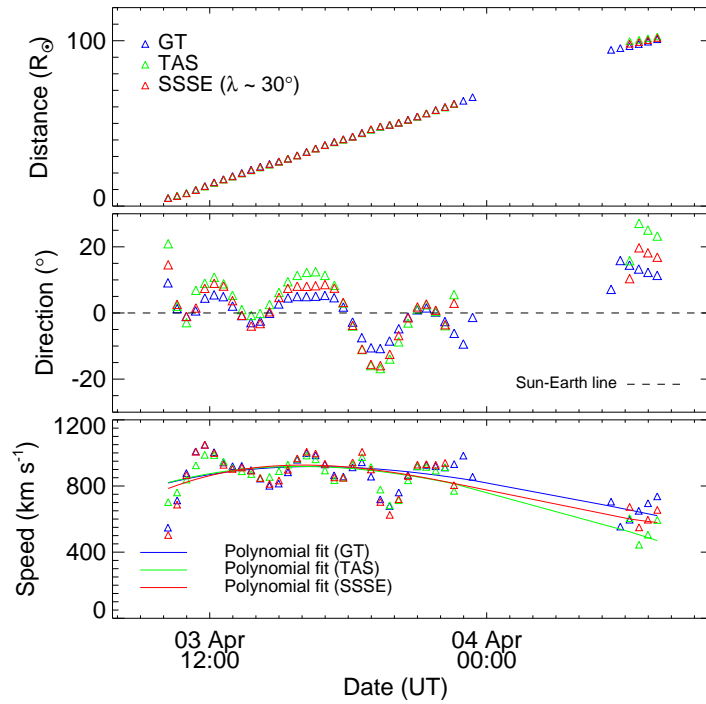 100
0
Distance (R☉)
GT
TAS
SSSE (λ ~ 30°)
20
0
-20
Direction (°)
Sun-Earth line
1200
800
400
0
Speed (km s⁻¹)
Polynomial fit (GT)
Polynomial fit (TAS)
Polynomial fit (SSSE)
03 Apr
12:00
04 Apr
00:00
Date (UT)